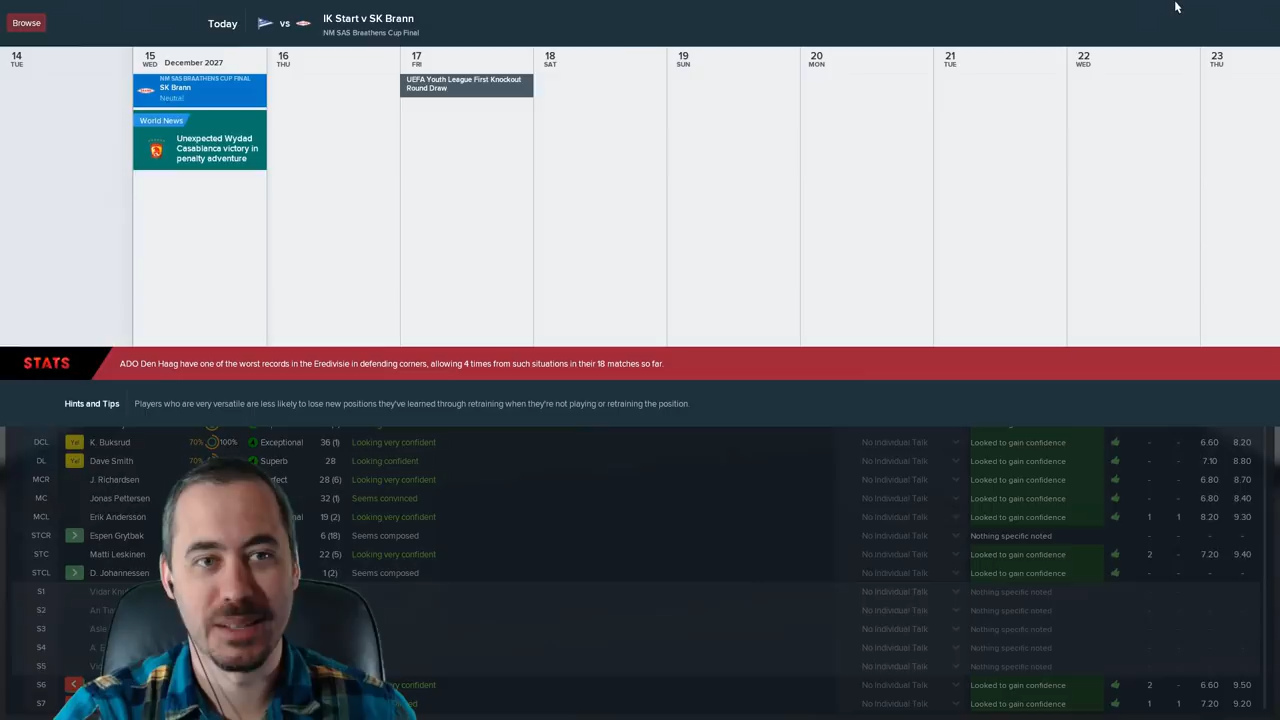 Browse
Today
vs
IK Start v SK Brann
NM SAS Braathens Cup Final
14
TUE
15
WED
December 2027
16
THU
17
FRI
18
SAT
19
SUN
20
MON
21
TUE
22
WED
23
THU
NM SAS BRAATHENS CUP FINAL
SK Brann
Neutral
UEFA Youth League First Knockout
Round Draw
World News
Unexpected Wydad
Casablanca victory in
penalty adventure
STATS
ADO Den Haag have one of the worst records in the Eredivisie in defending corners, allowing 4 times from such situations in their 18 matches so far.
Hints and Tips
Players who are very versatile are less likely to lose new positions they've learned through retraining when they're not playing or retraining the position.
DCL Yel K. Buksrud 70% 100% Exceptional 36 (1) Looking very confident No Individual Talk Looked to gain confidence - - 6.60 8.20
DL Yel Dave Smith 70% Superb 28 Looking confident No Individual Talk Looked to gain confidence - - 7.10 8.80
MCR J. Richardsen 28 (6) Looking very confident No Individual Talk Looked to gain confidence - - 6.80 8.70
MC Jonas Pettersen 32 (1) Seems convinced No Individual Talk Looked to gain confidence - - 6.80 8.40
MCL Erik Andersson 19 (2) Looking very confident No Individual Talk Looked to gain confidence 1 1 8.20 9.30
STCR Espen Grytbak 6 (18) Seems composed No Individual Talk Nothing specific noted - - - -
STC Matti Leskinen 22 (5) Looking very confident No Individual Talk Looked to gain confidence 2 - 7.20 9.40
STCL D. Johannessen 1 (2) Seems composed No Individual Talk Looked to gain confidence - - - -
S1 Vidar No Individual Talk Nothing specific noted
S2 No Individual Talk Nothing specific noted
S3 No Individual Talk Nothing specific noted
S4 No Individual Talk Nothing specific noted
S5 No Individual Talk Nothing specific noted
S6 confident No Individual Talk Looked to gain confidence 2 - 6.60 9.50
S7 No Individual Talk Looked to gain confidence 1 1 7.20 9.20